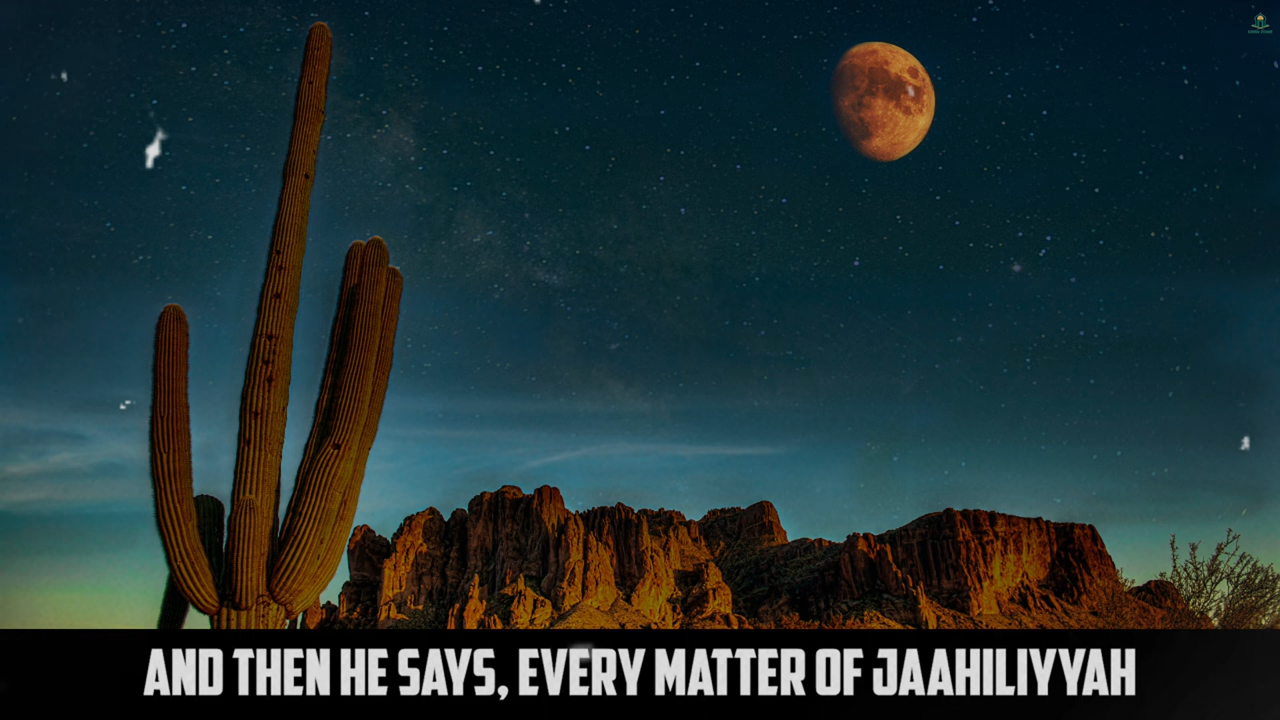 AND THEN HE SAYS, EVERY MATTER OF JAAHILIYYAH